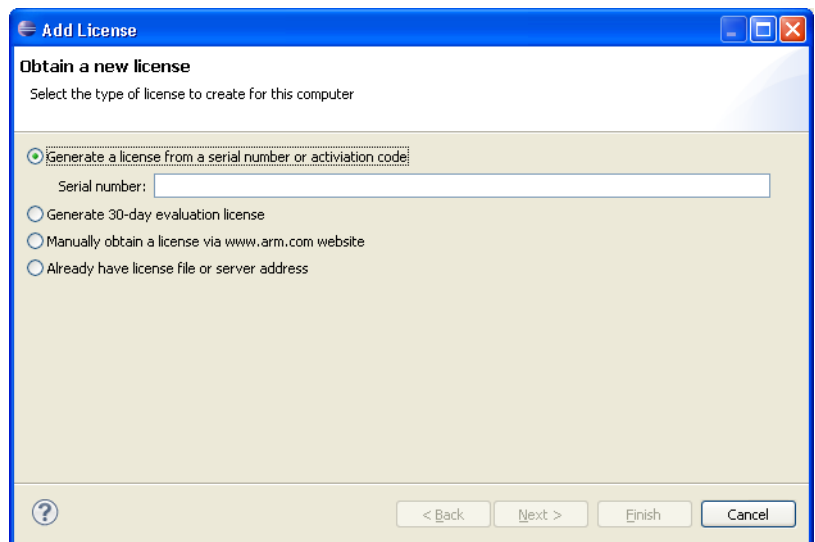 Add License
Obtain a new license
Select the type of license to create for this computer
Generate a license from a serial number or activiation code
Serial number:
Generate 30-day evaluation license
Manually obtain a license via www.arm.com website
Already have license file or server address
?
< Back
Next >
Finish
Cancel